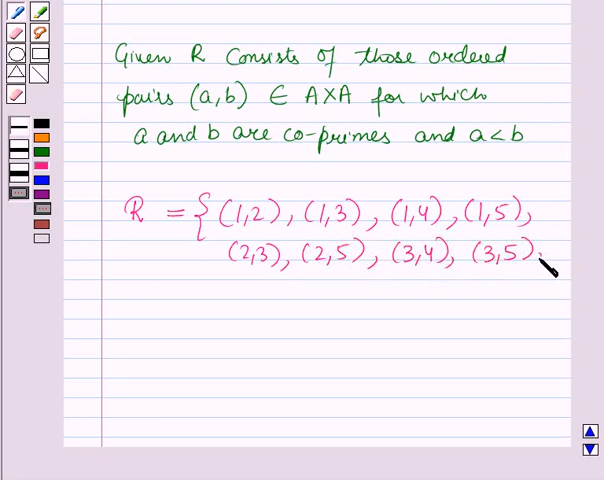 Given R Consists of those ordered
pairs (a,b) ∈ A×A for which
a and b are co-primes and a<b
R = {(1,2), (1,3), (1,4), (1,5),
(2,3), (2,5), (3,4), (3,5),